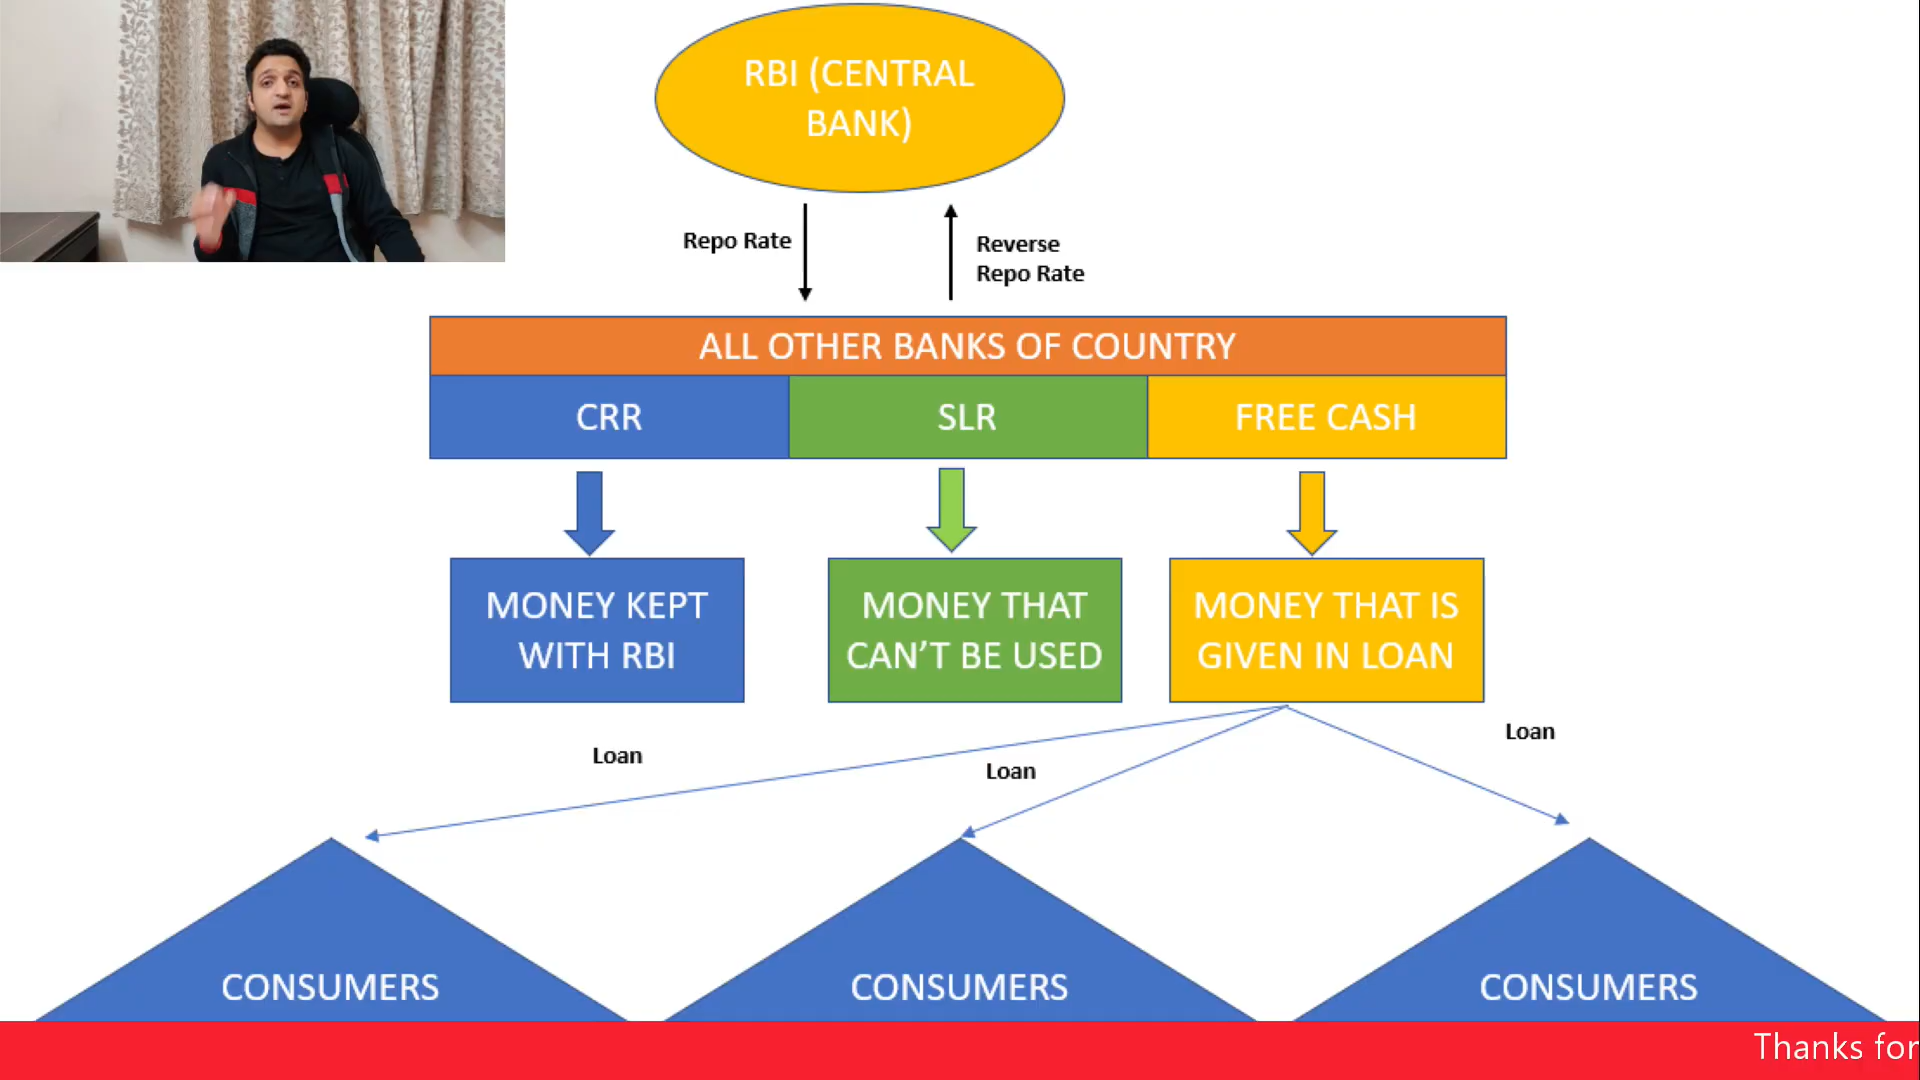 RBI (CENTRAL
BANK)
Repo Rate
Reverse
Repo Rate
ALL OTHER BANKS OF COUNTRY
CRR
SLR
FREE CASH
MONEY KEPT
WITH RBI
MONEY THAT
CAN’T BE USED
MONEY THAT IS
GIVEN IN LOAN
Loan
Loan
Loan
CONSUMERS
CONSUMERS
CONSUMERS
Thanks for